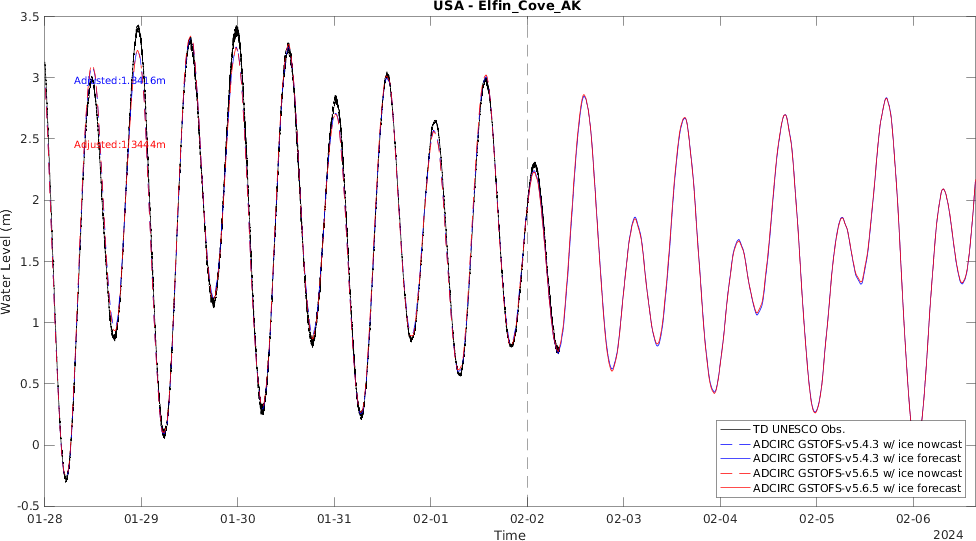 USA - Elfin_Cove_AK
3.5
3
2.5
2
1.5
1
0.5
0
-0.5
Water Level (m)
Adjusted:1.3416m
Adjusted:1.3444m
TD UNESCO Obs.
ADCIRC GSTOFS-v5.4.3 w/ ice nowcast
ADCIRC GSTOFS-v5.4.3 w/ ice forecast
ADCIRC GSTOFS-v5.6.5 w/ ice nowcast
ADCIRC GSTOFS-v5.6.5 w/ ice forecast
01-28 01-29 01-30 01-31 02-01 02-02 02-03 02-04 02-05 02-06
Time
2024